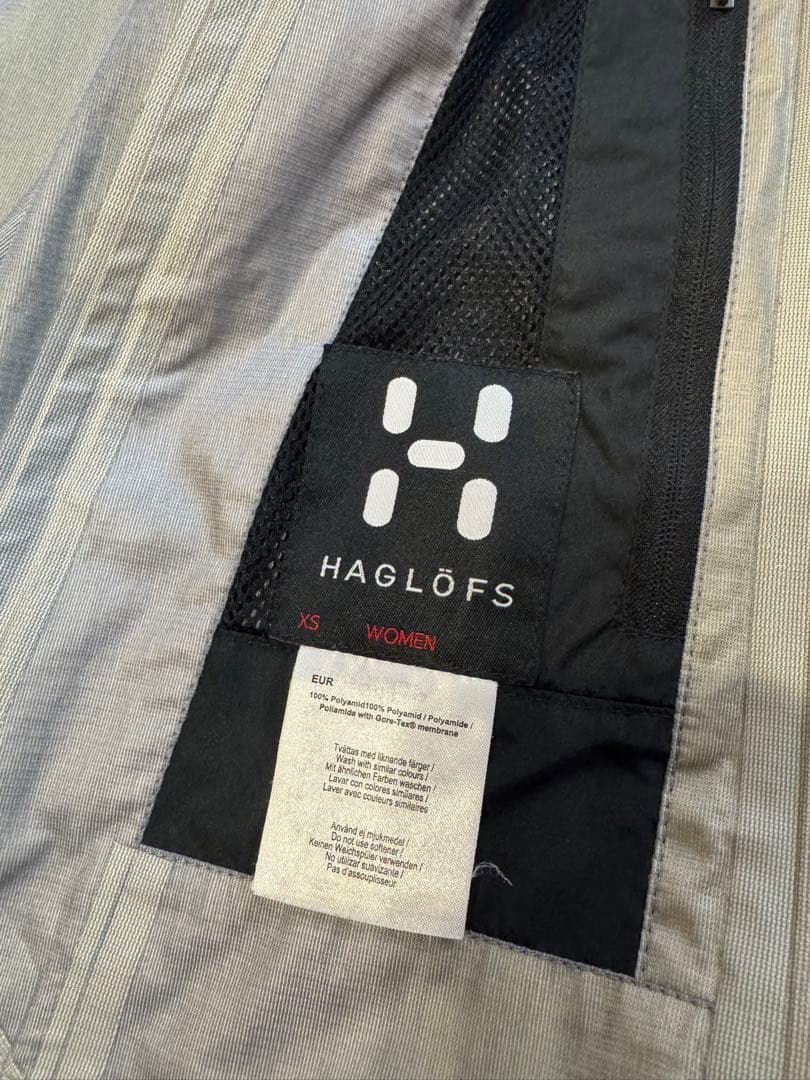 HAGLÖFS
XS WOMEN
EUR
100% Polyamid100% Polyamid / Polyamide /
Poliamida with Gore-Tex® membrane
Tvättas med liknande färger /
Wash with similar colours /
Mit ähnlichen Farben waschen /
Lavar con colores similares /
Laver avec couleurs similaires
Använd ej mjukmedel /
Do not use softener /
Keinen Weichspüler verwenden /
No utilizar suavizante /
Pas d'assouplisseur